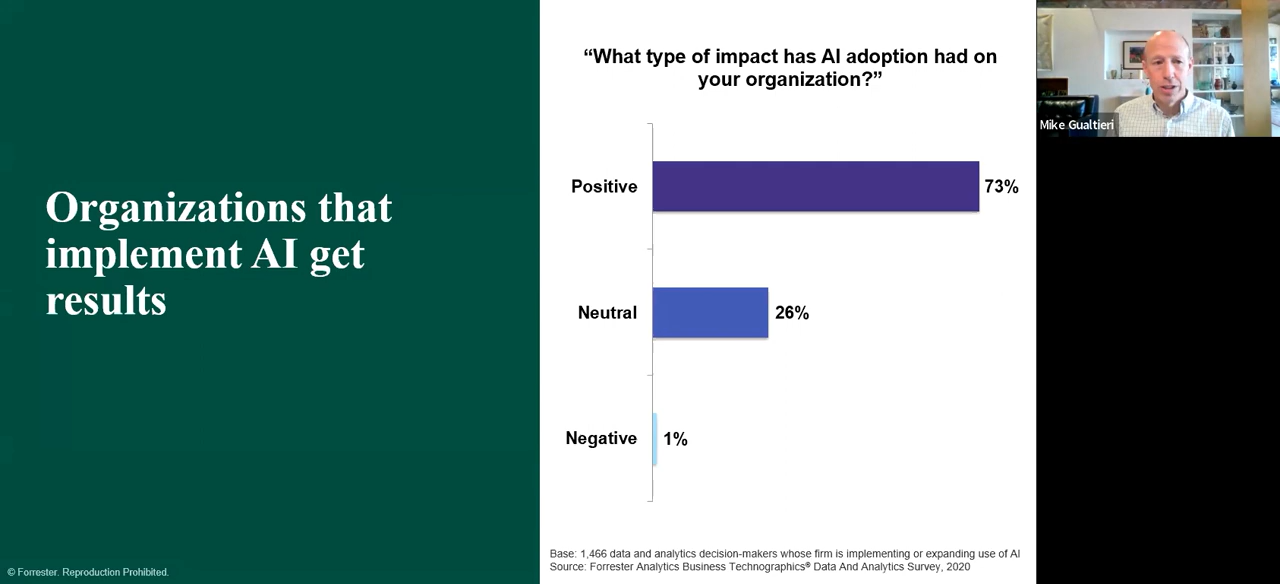 Organizations that
implement AI get
results
© Forrester. Reproduction Prohibited.
“What type of impact has AI adoption had on
your organization?”
Positive 73%
Neutral 26%
Negative 1%
Base: 1,466 data and analytics decision-makers whose firm is implementing or expanding use of AI
Source: Forrester Analytics Business Technographics® Data And Analytics Survey, 2020
Mike Gualtieri